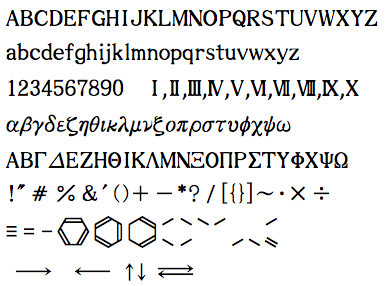 ABCDEFGHIJKLMNOPQRSTUVWXYZ
abcdefghijklmnopqrstuvwxyz
1234567890 Ⅰ,Ⅱ,Ⅲ,Ⅳ,Ⅴ,Ⅵ,Ⅶ,Ⅷ,Ⅸ,Ⅹ
αβγδεζηθικλμνξοπρστυφχψω
ΑΒΓΔΕΖΗΘΙΚΛΜΝΞΟΠΡΣΤΥΦΧΨΩ
!″#%&′()+−*?/[{}]~·×÷
≡=-
→ ← ↑↓ ⇌